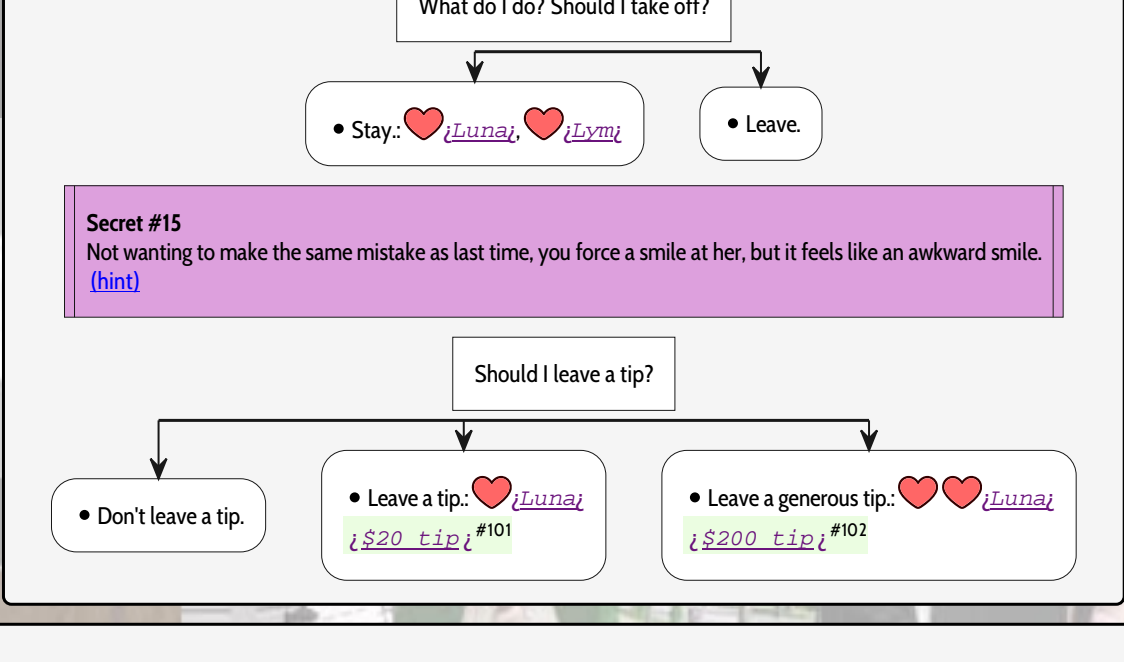 What do I do? Should I take off?
• Stay.: ¿Luna¿, ¿Lym¿
• Leave.
Secret #15
Not wanting to make the same mistake as last time, you force a smile at her, but it feels like an awkward smile.
(hint)
Should I leave a tip?
• Don't leave a tip.
• Leave a tip.: ¿Luna¿
¿$20 tip¿#101
• Leave a generous tip.: ¿Luna¿
¿$200 tip¿#102